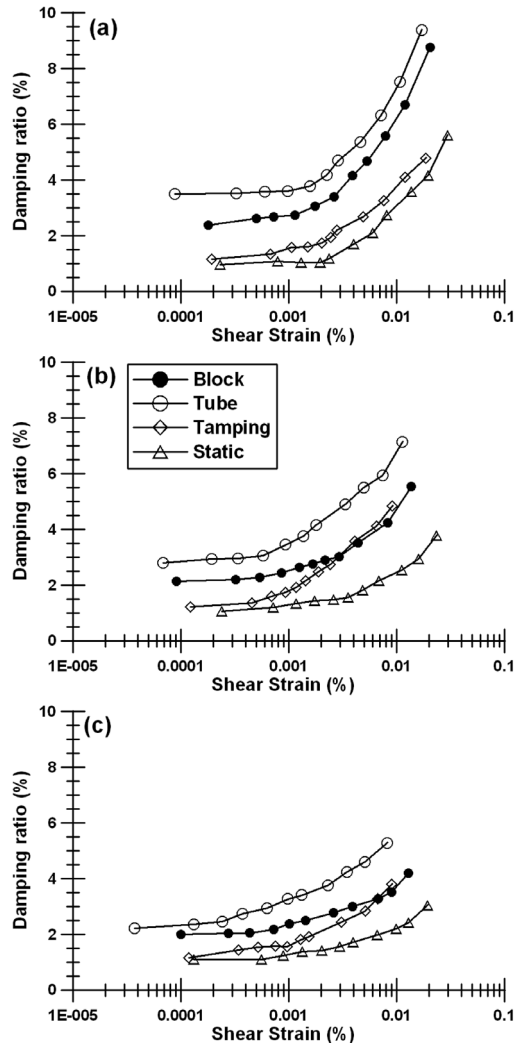 (a)
Damping ratio (%)
10
8
6
4
2
0
1E-005 0.0001 0.001 0.01 0.1
Shear Strain (%)
(b)
Damping ratio (%)
10
8
6
4
2
0
Block
Tube
Tamping
Static
1E-005 0.0001 0.001 0.01 0.1
Shear Strain (%)
(c)
Damping ratio (%)
10
8
6
4
2
0
1E-005 0.0001 0.001 0.01 0.1
Shear Strain (%)